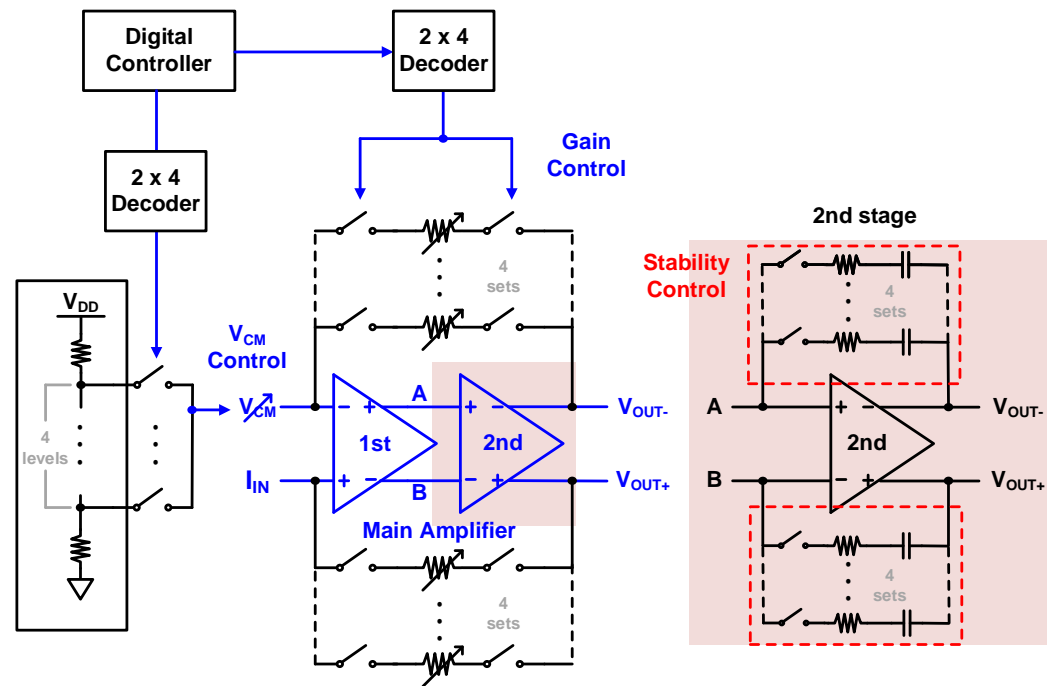 Digital
Controller
2 x 4
Decoder
2 x 4
Decoder
Gain
Control
2nd stage
4
sets
Stability
Control
4
sets
VDD
VCM
Control
4
levels
VCM
A
1st
2nd
B
IIN
VOUT-
VOUT+
Main Amplifier
4
sets
A
B
2nd
VOUT-
VOUT+
4
sets